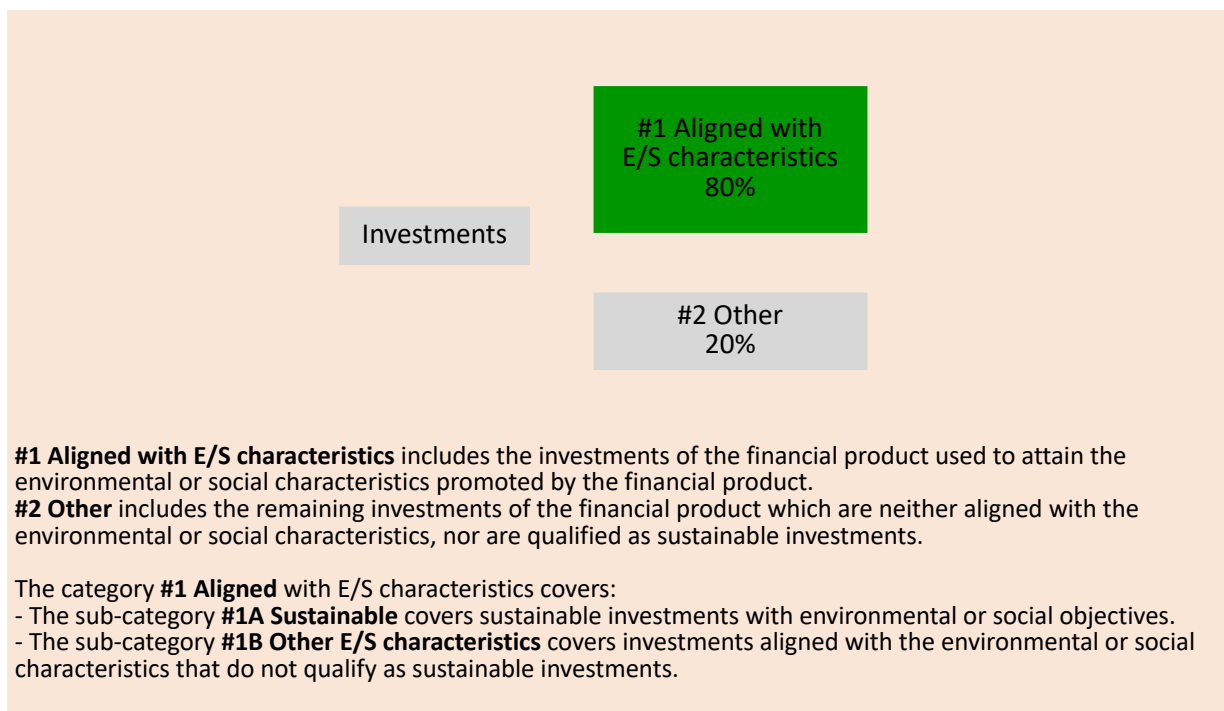 #1 Aligned with
E/S characteristics
80%
Investments
#2 Other
20%
#1 Aligned with E/S characteristics includes the investments of the financial product used to attain the
environmental or social characteristics promoted by the financial product.
#2 Other includes the remaining investments of the financial product which are neither aligned with the
environmental or social characteristics, nor are qualified as sustainable investments.
The category #1 Aligned with E/S characteristics covers:
- The sub-category #1A Sustainable covers sustainable investments with environmental or social objectives.
- The sub-category #1B Other E/S characteristics covers investments aligned with the environmental or social
characteristics that do not qualify as sustainable investments.